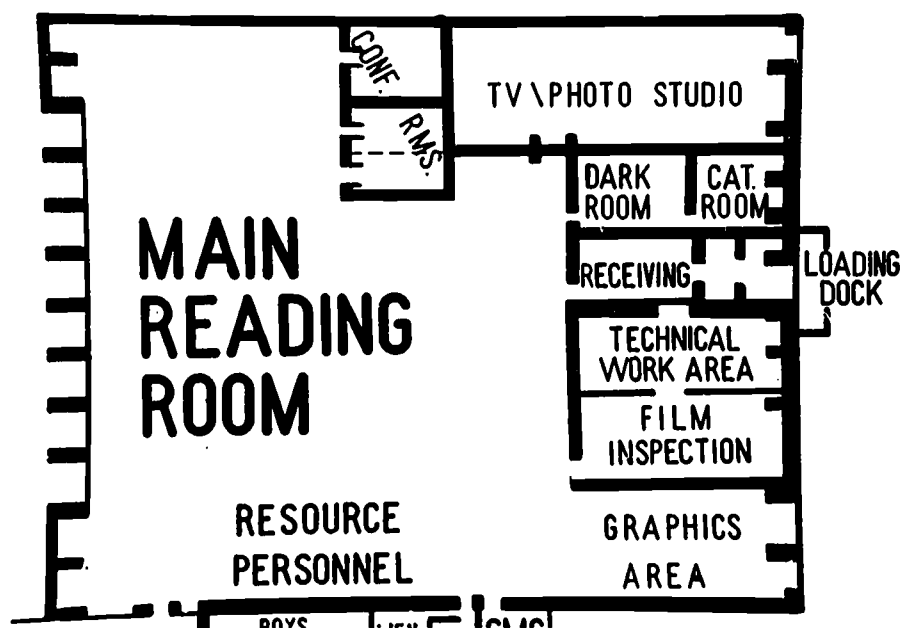 CONF.
RMS.
TV\PHOTO STUDIO
DARK
ROOM
CAT.
ROOM
MAIN
READING
ROOM
RECEIVING
LOADING
DOCK
TECHNICAL
WORK AREA
FILM
INSPECTION
RESOURCE
PERSONNEL
GRAPHICS
AREA
BOYS